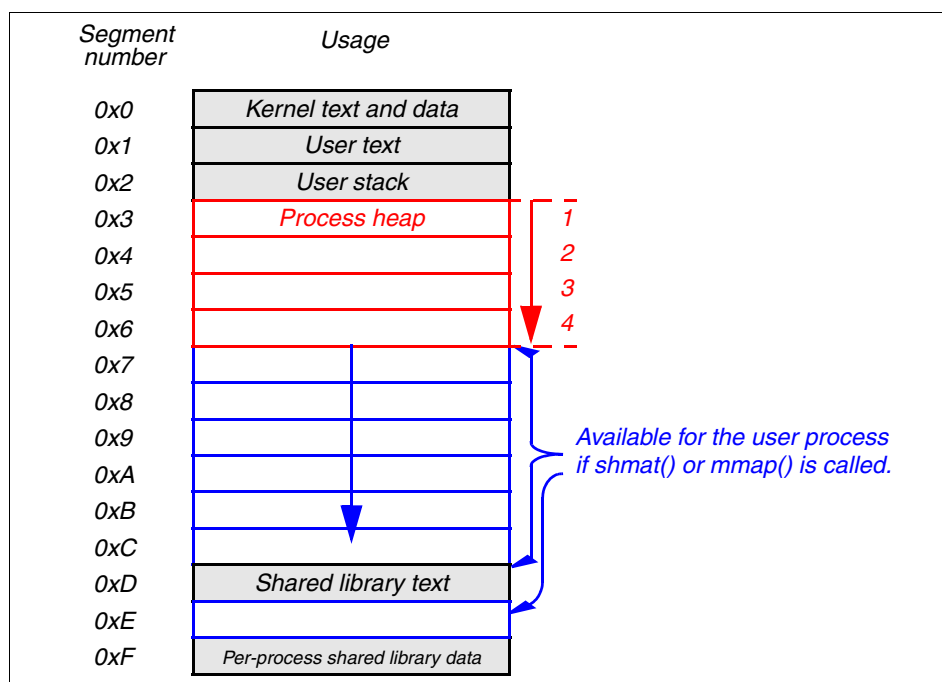 Segment number
Usage
0x0 Kernel text and data
0x1 User text
0x2 User stack
0x3 Process heap 1
0x4 2
0x5 3
0x6 4
0x7
0x8
0x9
Available for the user process
0xA
if shmat() or mmap() is called.
0xB
0xC
0xD Shared library text
0xE
0xF Per-process shared library data